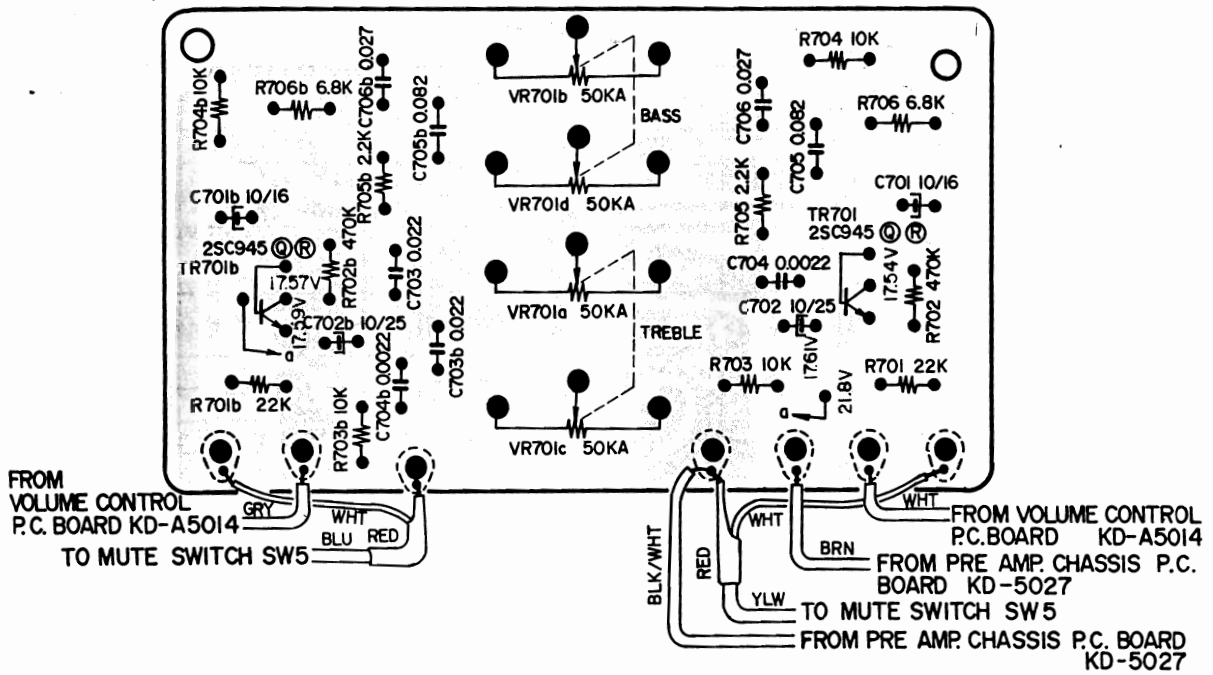 R704b 10K
R706b 6.8K
C706b 0.027
R705b 2.2K
C705b 0.082
C701b 10/16
2SC945 Ⓠ Ⓡ
TR701b
17.57V
17.59V
R702b 470K
C703 0.022
C702b 10/25
a
R701b 22K
C704b 0.0022
C703b 0.022
R703b 10K
VR701b 50KA
BASS
VR701d 50KA
VR701a 50KA
TREBLE
VR701c 50KA
R704 10K
C706 0.027
R706 6.8K
C705 0.082
R705 2.2K
C701 10/16
TR701
2SC945 Ⓠ Ⓡ
17.54V
C704 0.0022
C702 10/25
R702 470K
17.61V
R703 10K
R701 22K
21.8V
a
FROM
VOLUME CONTROL
P.C. BOARD KD-A5014
GRY
WHT
BLU
RED
TO MUTE SWITCH SW5
BLK/WHT
RED
WHT
WHT
FROM VOLUME CONTROL
P.C.BOARD KD-A5014
BRN
FROM PRE AMP. CHASSIS P.C.
BOARD KD-5027
YLW
TO MUTE SWITCH SW5
FROM PRE AMP. CHASSIS P.C. BOARD
KD-5027